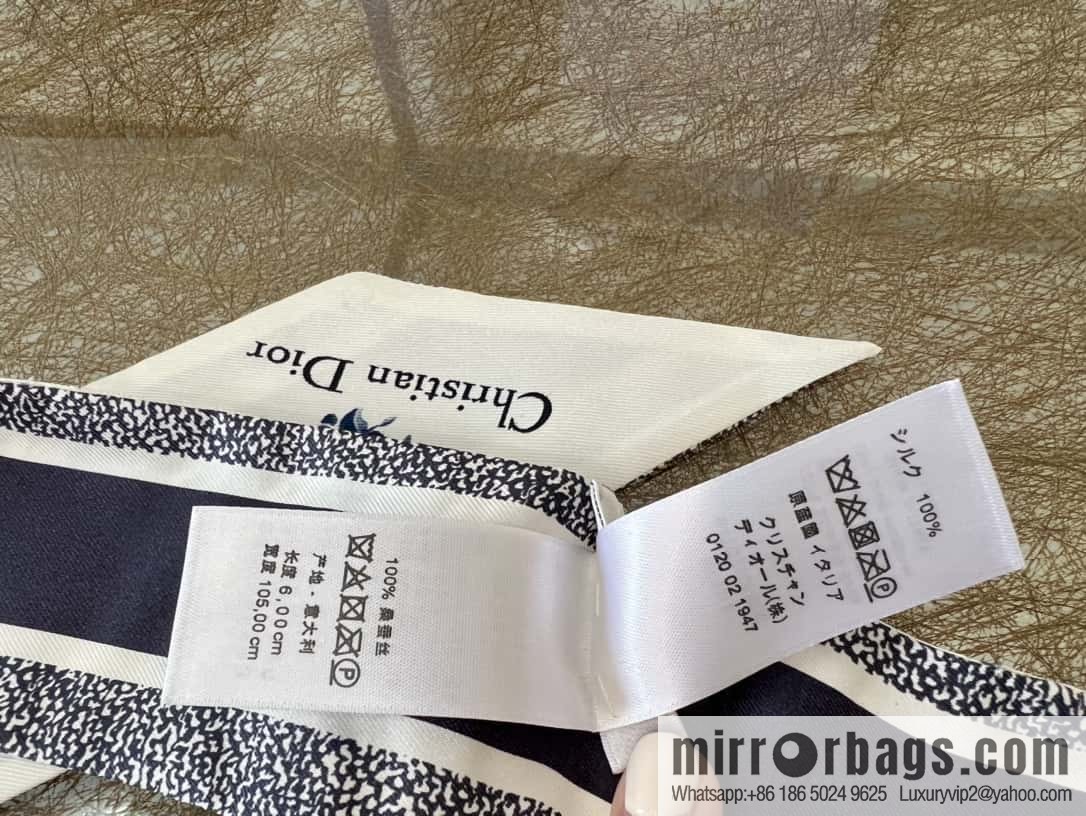 Christian Dior
100% 桑蚕丝
产地·意大利
长度 6,00 cm
宽度 105,00 cm
シルク 100%
原産国 イタリア
クリスチャン
ディオール(株)
0120 02 1947
mirrorbags.com
Whatsapp:+86 186 5024 9625 Luxuryvip2@yahoo.com